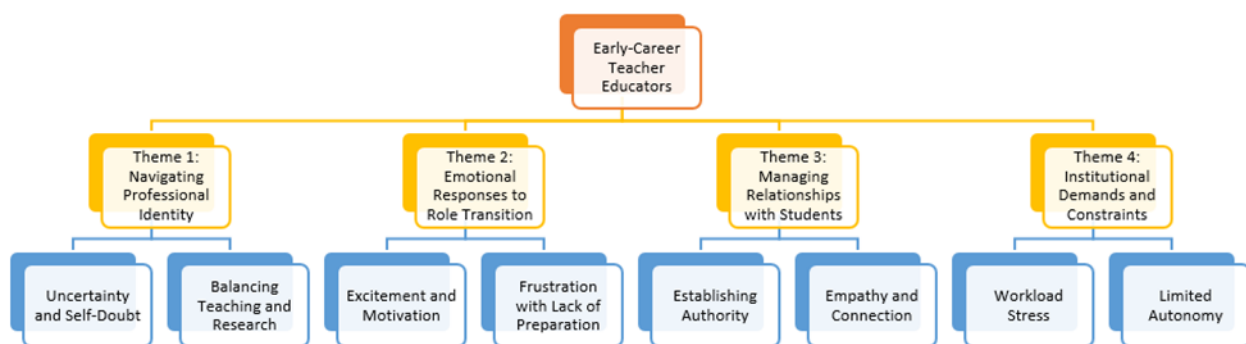 Early-Career
Teacher
Educators
Theme 1:
Navigating
Professional
Identity
Theme 2:
Emotional
Responses to
Role Transition
Theme 3:
Managing
Relationships
with Students
Theme 4:
Institutional
Demands and
Constraints
Uncertainty
and Self-Doubt
Balancing
Teaching and
Research
Excitement and
Motivation
Frustration
with Lack of
Preparation
Establishing
Authority
Empathy and
Connection
Workload
Stress
Limited
Autonomy